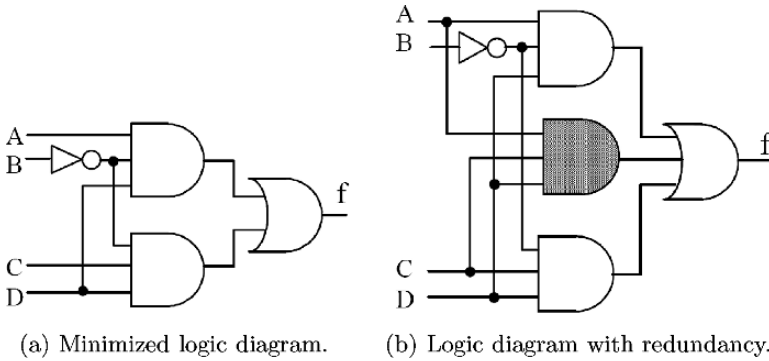 A
B
C
D
f
(a) Minimized logic diagram.
A
B
C
D
f
(b) Logic diagram with redundancy.